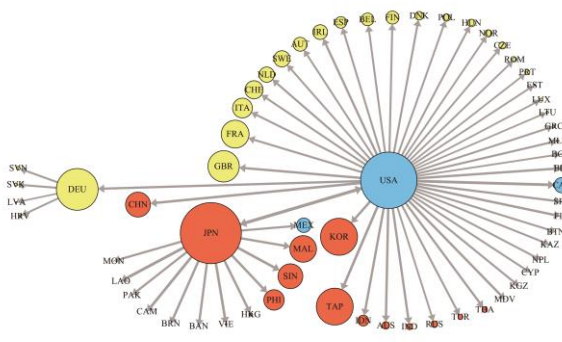 ESP
BEL
FIN
DNK
POL
HUN
IRL
NOR
AUT
CZE
SWE
ROM
NLD
PRT
CHE
EST
LUX
ITA
LTU
FRA
GRC
GBR
SVN
USA
SVK
DEU
LVA
CHN
HRV
MEX
BTN
JPN
KOR
KAZ
MAL
NPL
MON
CYP
SIN
LAO
KGZ
PAK
PHI
TAP
MDV
CAM
HKG
THA
BRN
BAN
VIE
AUS
IND
RUS
TUR